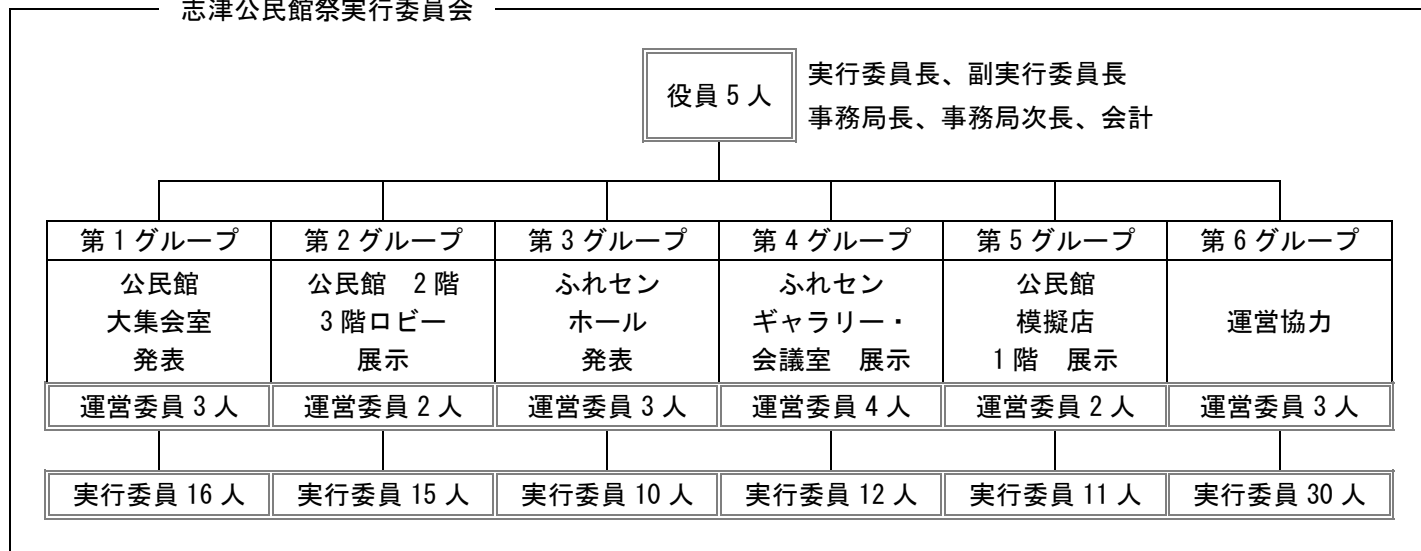 志津公民館祭実行委員会
役員5人
実行委員長、副実行委員長
事務局長、事務局次長、会計
第1グループ 第2グループ 第3グループ 第4グループ 第5グループ 第6グループ
公民館
大集会室
発表
公民館 2階
3階ロビー
展示
ふれセン
ホール
発表
ふれセン
ギャラリー・
会議室 展示
公民館
模擬店
1階 展示
運営協力
運営委員3人 運営委員2人 運営委員3人 運営委員4人 運営委員2人 運営委員3人
実行委員16人 実行委員15人 実行委員10人 実行委員12人 実行委員11人 実行委員30人